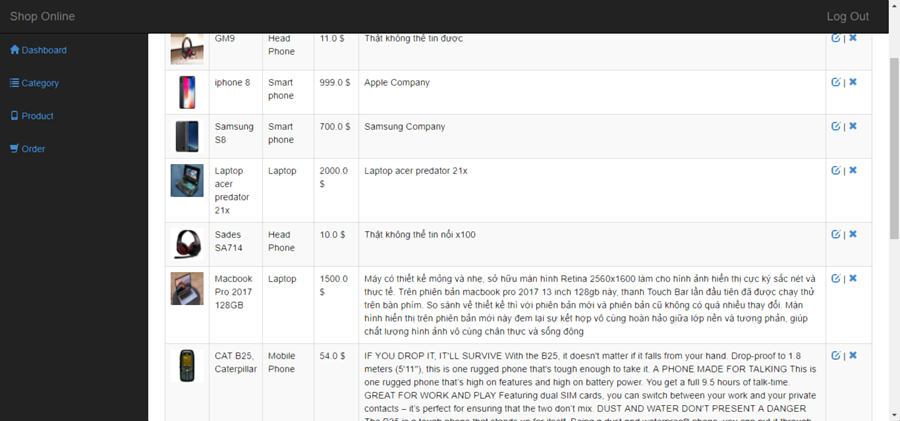 Shop Online
Log Out
Dashboard
Category
Product
Order
GM9
Head
Phone
11.0 $
Thật không thể tin được
|
iphone 8
Smart
phone
999.0 $
Apple Company
|
Samsung
S8
Smart
phone
700.0 $
Samsung Company
|
Laptop
acer
predator
21x
Laptop
2000.0
$
Laptop acer predator 21x
|
Sades
SA714
Head
Phone
10.0 $
Thật không thể tin nổi x100
|
Macbook
Pro 2017
128GB
Laptop
1500.0
$
Máy có thiết kế mỏng và nhẹ, sở hữu màn hình Retina 2560x1600 làm cho hình ảnh hiển thị cực kỳ sắc nét và
thực tế. Trên phiên bản macbook pro 2017 13 inch 128gb này, thanh Touch Bar lần đầu tiên đã được chạy thử
trên bàn phím. So sánh về thiết kế thì với phiên bản mới và phiên bản cũ không có quá nhiều thay đổi. Màn
hình hiển thị trên phiên bản mới này đem lại sự kết hợp vô cùng hoàn hảo giữa lớp nền và tương phản, giúp
chất lượng hình ảnh vô cùng chân thực và sống động
|
CAT B25,
Caterpillar
Mobile
Phone
54.0 $
IF YOU DROP IT, IT'LL SURVIVE With the B25, it doesn't matter if it falls from your hand. Drop-proof to 1.8
meters (5'11"), this is one rugged phone that's tough enough to take it. A PHONE MADE FOR TALKING This is
one rugged phone that's high on features and high on battery power. You get a full 9.5 hours of talk-time.
GREAT FOR WORK AND PLAY Featuring dual SIM cards, you can switch between your work and your private
contacts – it's perfect for ensuring that the two don't mix. DUST AND WATER DON'T PRESENT A DANGER
|